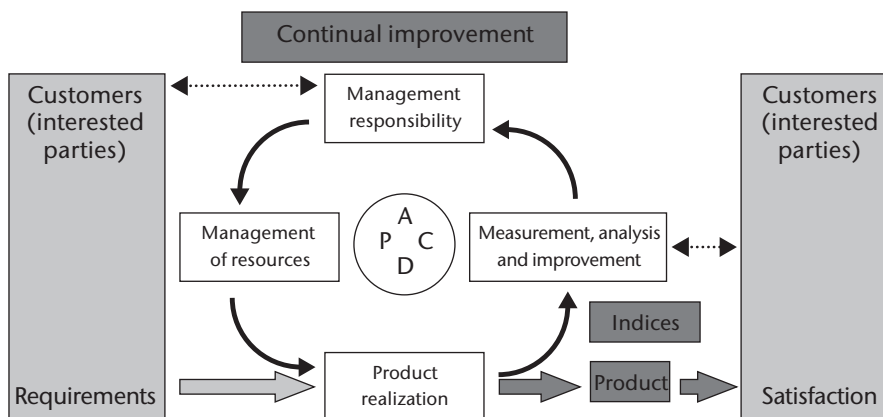 Continual improvement
Customers
(interested
parties)
Management
responsibility
Customers
(interested
parties)
Management
of resources
A
P C
D
Measurement, analysis
and improvement
Indices
Requirements
Product
realization
Product
Satisfaction